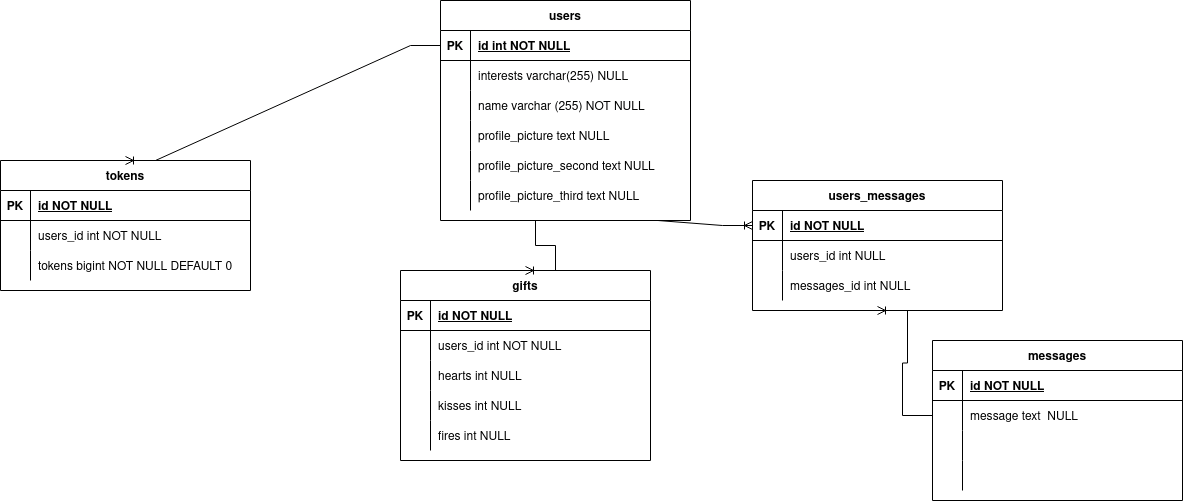 users
PK id int NOT NULL
interests varchar(255) NULL
name varchar (255) NOT NULL
profile_picture text NULL
profile_picture_second text NULL
profile_picture_third text NULL
tokens
PK id NOT NULL
users_id int NOT NULL
tokens bigint NOT NULL DEFAULT 0
users_messages
PK id NOT NULL
users_id int NULL
messages_id int NULL
gifts
PK id NOT NULL
users_id int NOT NULL
hearts int NULL
kisses int NULL
fires int NULL
messages
PK id NOT NULL
message text  NULL